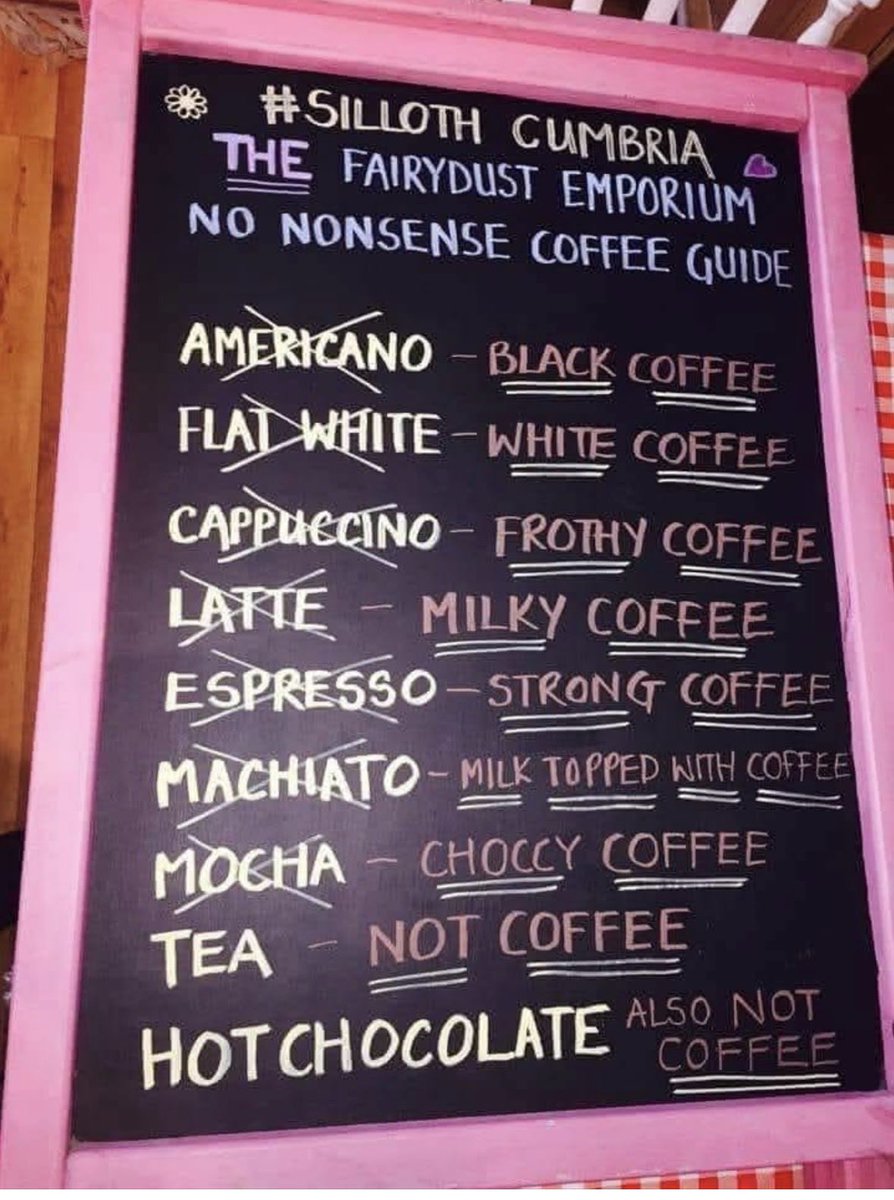 #SILLOTH CUMBRIA
THE FAIRYDUST EMPORIUM
NO NONSENSE COFFEE GUIDE
AMERICANO - BLACK COFFEE
FLAT WHITE - WHITE COFFEE
CAPPUCCINO - FROTHY COFFEE
LATTE - MILKY COFFEE
ESPRESSO - STRONG COFFEE
MACHIATO - MILK TOPPED WITH COFFEE
MOCHA - CHOCCY COFFEE
TEA - NOT COFFEE
HOT CHOCOLATE ALSO NOT
COFFEE